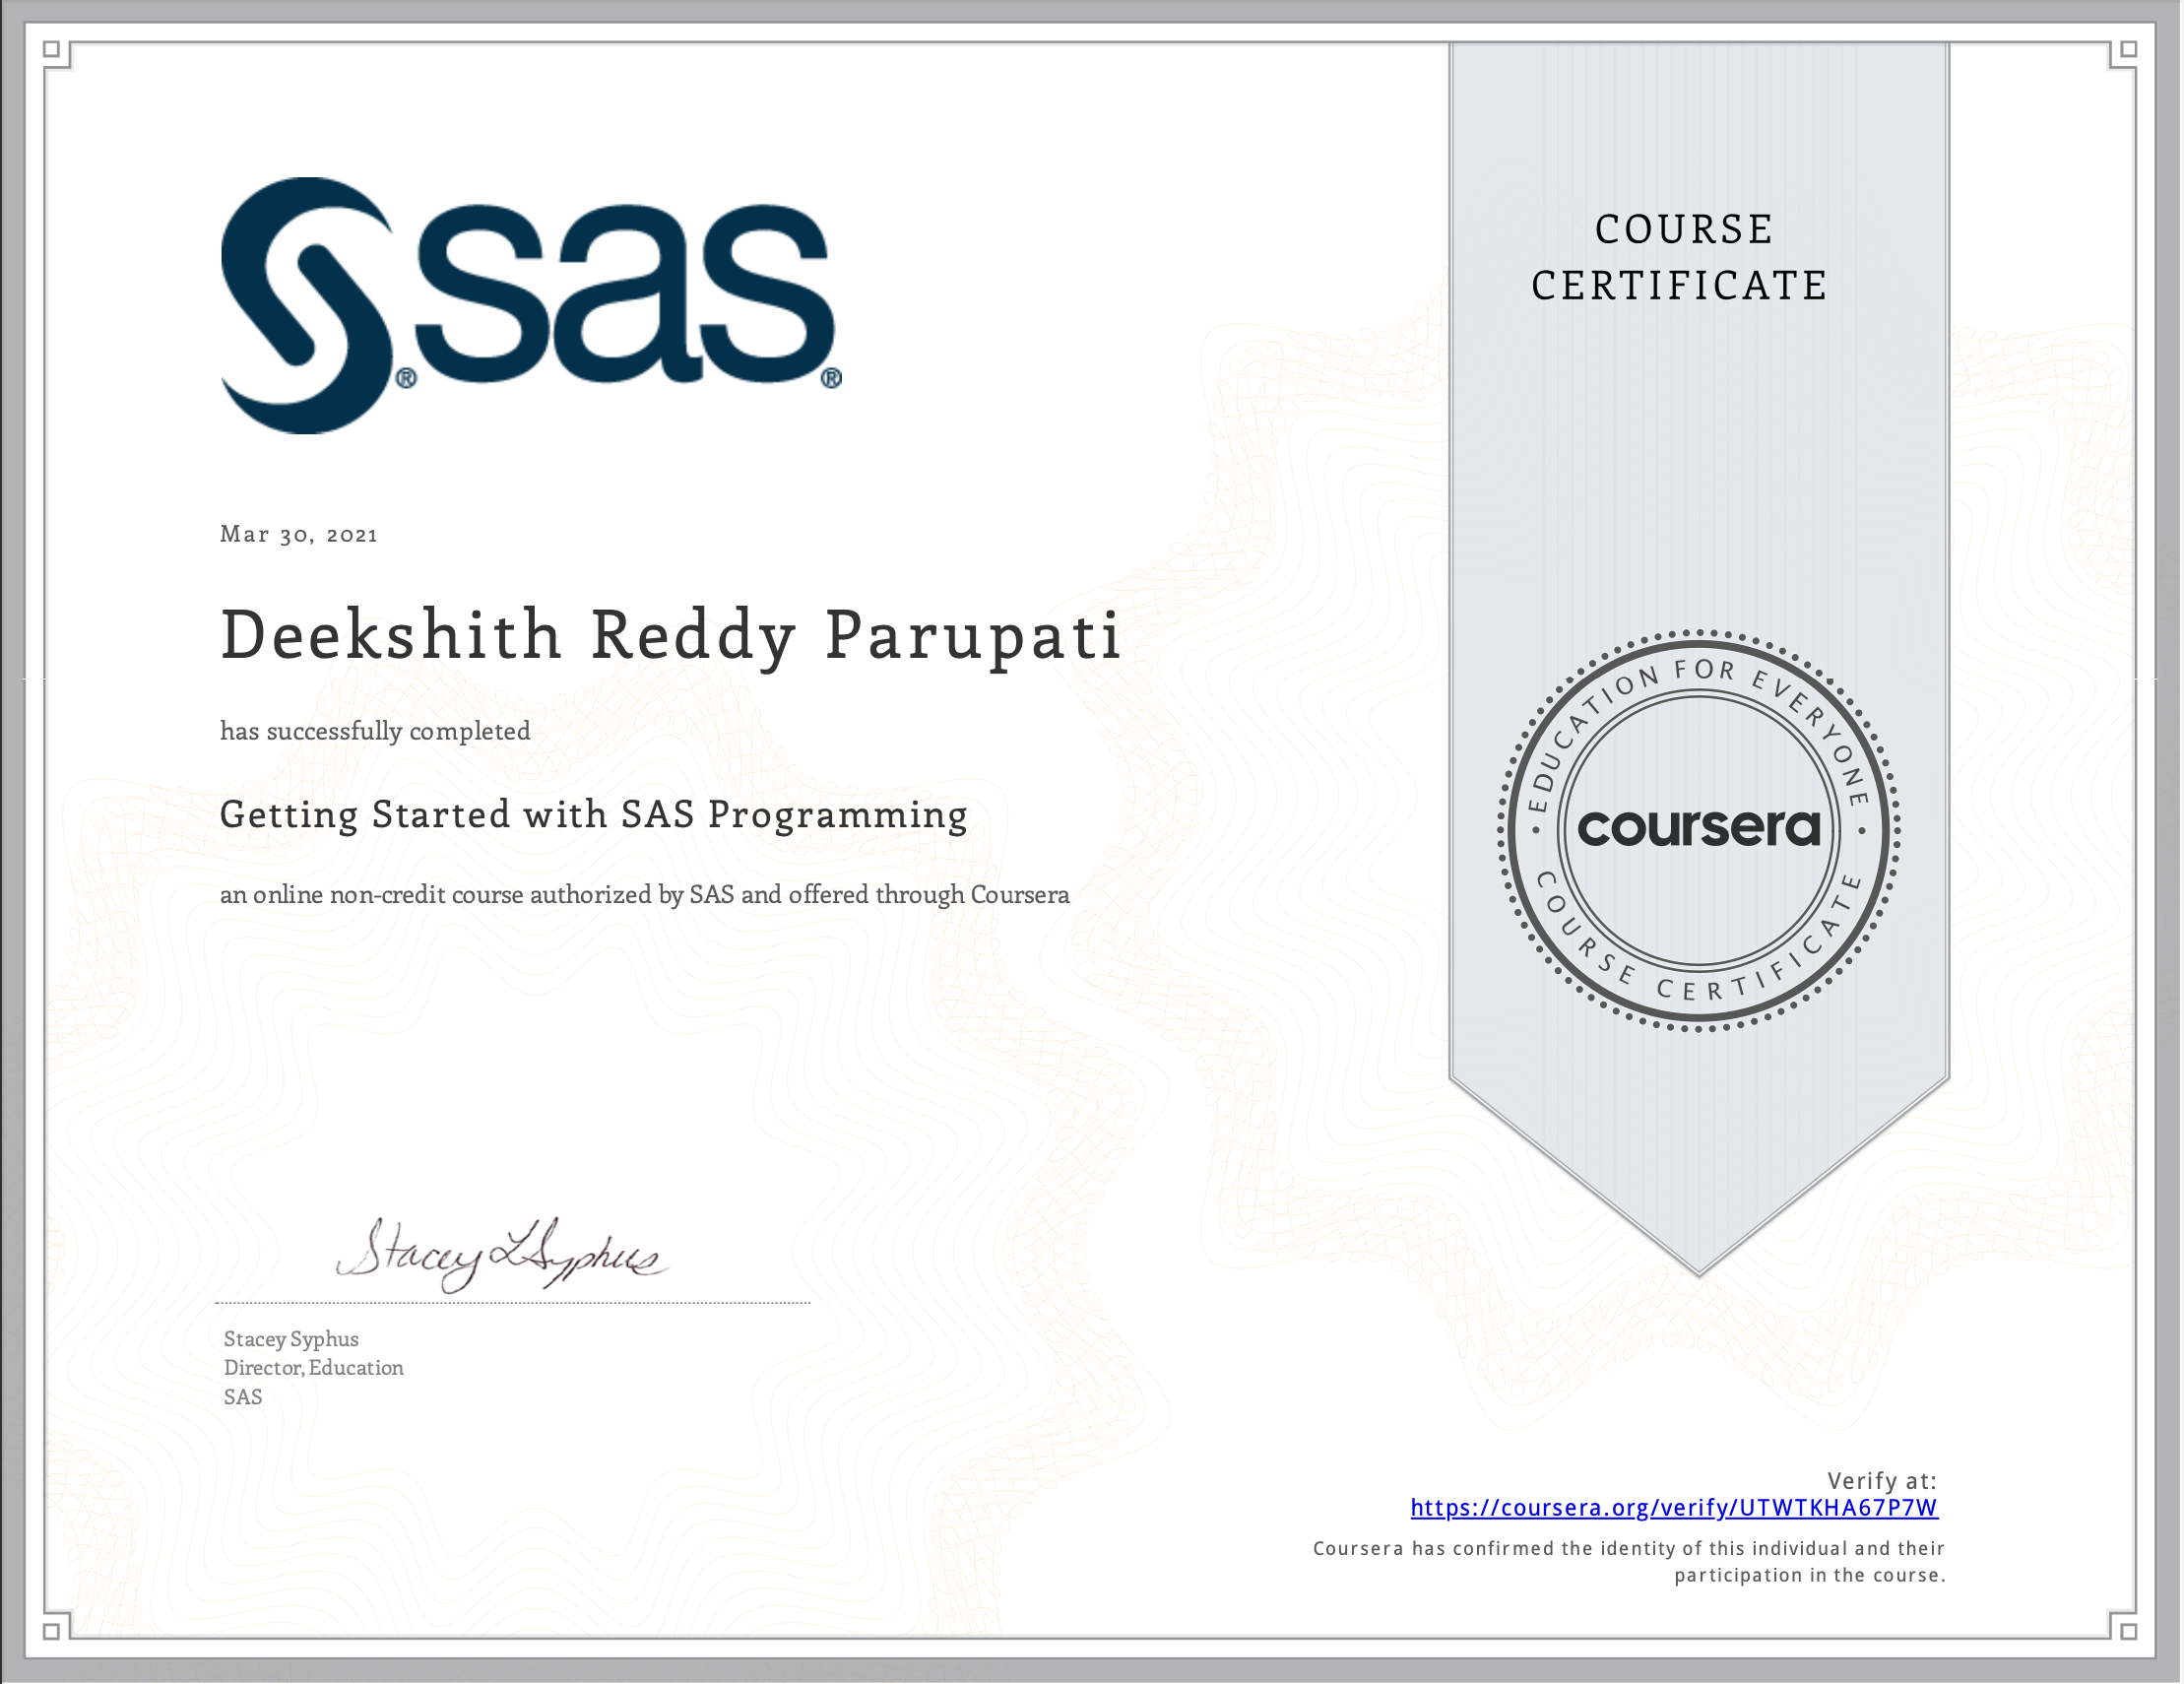 sas
COURSE
CERTIFICATE
Mar 30, 2021
Deekshith Reddy Parupati
has successfully completed
Getting Started with SAS Programming
an online non-credit course authorized by SAS and offered through Coursera
EDUCATION FOR EVERYONE
coursera
COURSE CERTIFICATE
Stacey L Syphus
Stacey Syphus
Director, Education
SAS
Verify at:
https://coursera.org/verify/UTWTKHA67P7W
Coursera has confirmed the identity of this individual and their
participation in the course.